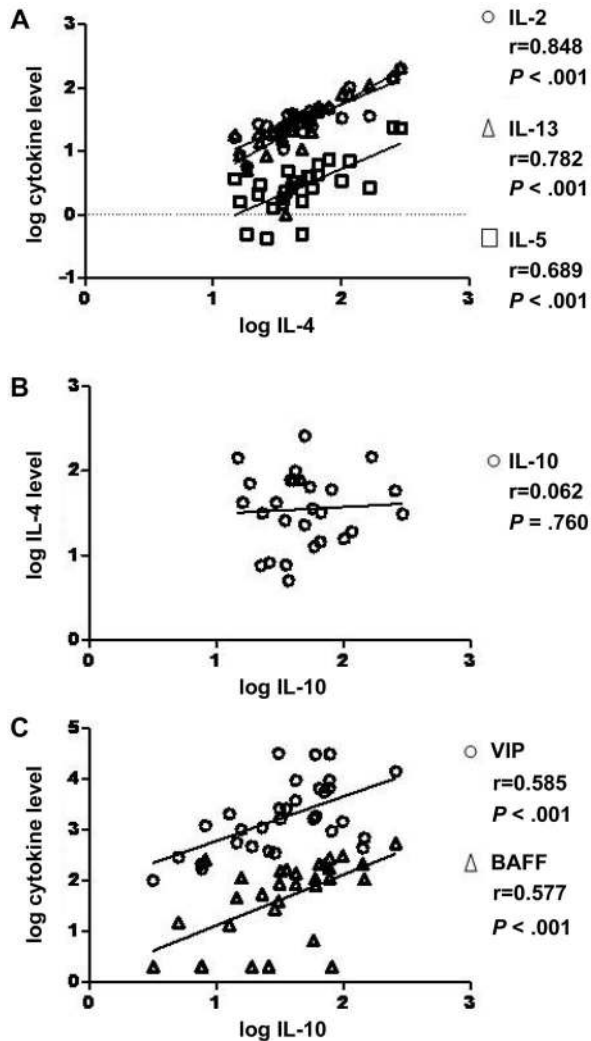 A
3
2
1
0
−1
0
1
2
3
log cytokine level
log IL-4
IL-2
r=0.848
P < .001
IL-13
r=0.782
P < .001
IL-5
r=0.689
P < .001
B
3
2
1
0
0
1
2
3
log IL-4 level
log IL-10
IL-10
r=0.062
P = .760
C
5
4
3
2
1
0
0
1
2
3
log cytokine level
log IL-10
VIP
r=0.585
P < .001
BAFF
r=0.577
P < .001